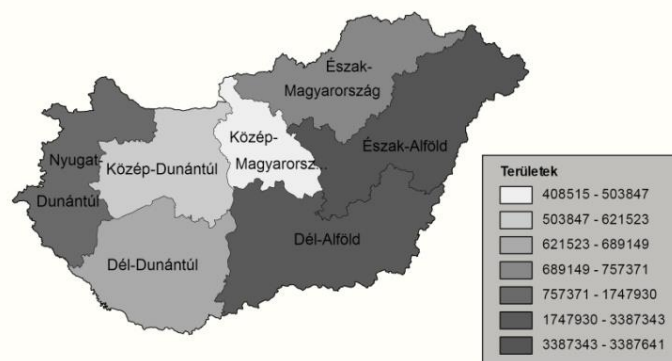 Észak-
Magyarország
Közép-
Magyarorsz.
Észak-Alföld
Nyugat-
Dunántúl
Közép-Dunántúl
Dél-Alföld
Dél-Dunántúl
Területek
408515 - 503847
503847 - 621523
621523 - 689149
689149 - 757371
757371 - 1747930
1747930 - 3387343
3387343 - 3387641